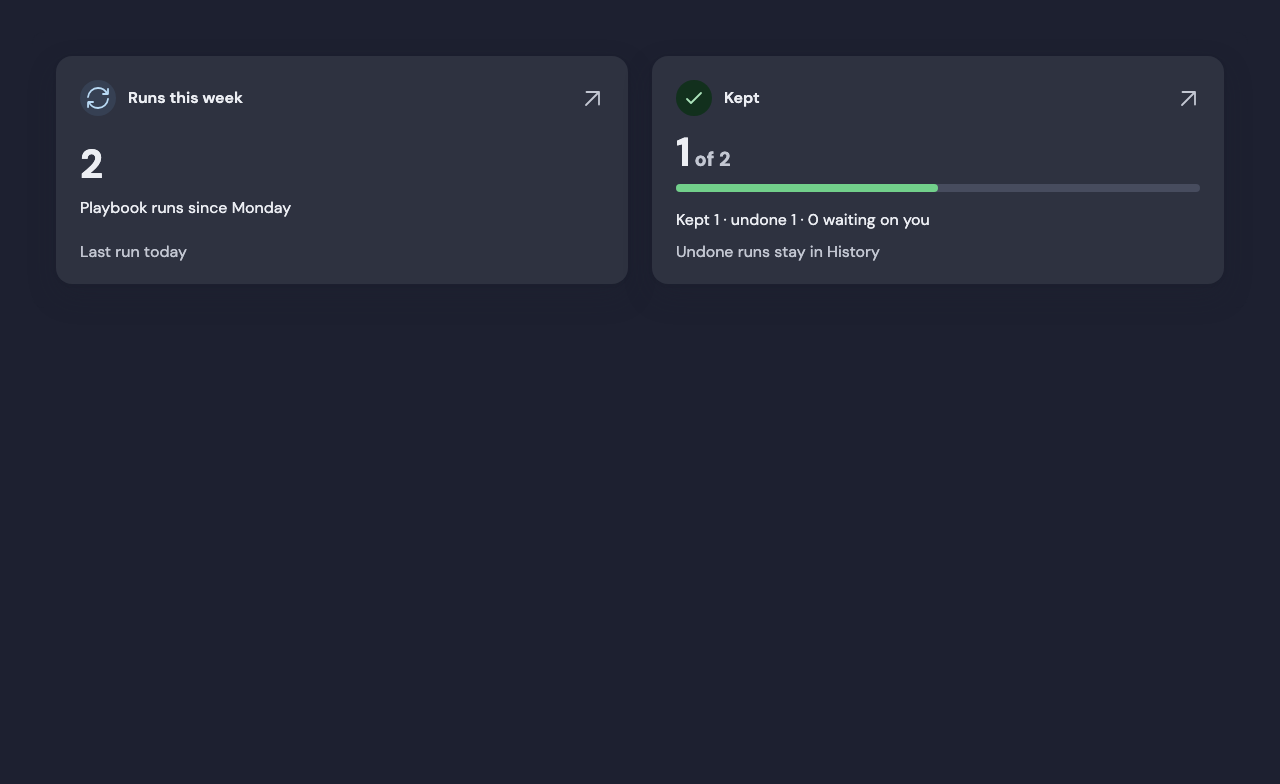 Runs this week
2
Playbook runs since Monday
Last run today
Kept
1 of 2
Kept 1 · undone 1 · 0 waiting on you
Undone runs stay in History